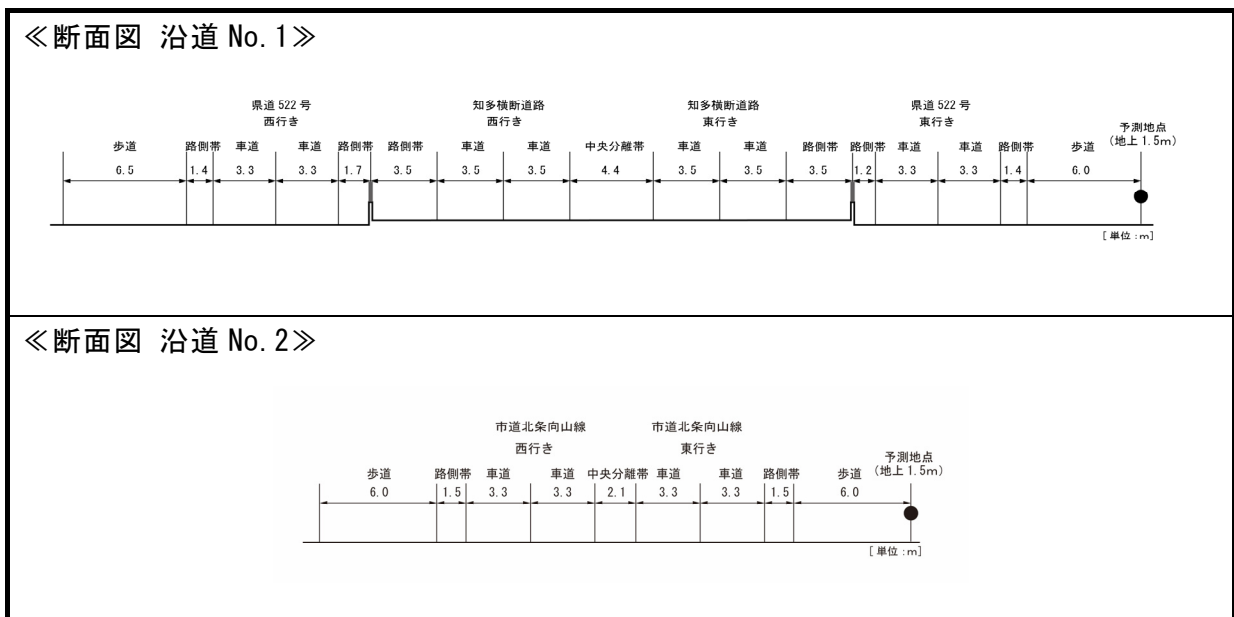 ≪断面図 沿道 No.1≫
県道 522 号 知多横断道路 知多横断道路 県道 522 号
西行き 西行き 東行き 東行き
予測地点
(地上 1.5m)
歩道 路側帯 車道 車道 路側帯 路側帯 車道 車道 中央分離帯 車道 車道 路側帯 路側帯 車道 車道 路側帯 歩道
6.5 1.4 3.3 3.3 1.7 3.5 3.5 3.5 4.4 3.5 3.5 3.5 1.2 3.3 3.3 1.4 6.0
[単位:m]
≪断面図 沿道 No.2≫
市道北条向山線 市道北条向山線
西行き 東行き
予測地点
(地上 1.5m)
歩道 路側帯 車道 車道 中央分離帯 車道 車道 路側帯 歩道
6.0 1.5 3.3 3.3 2.1 3.3 3.3 1.5 6.0
[単位:m]